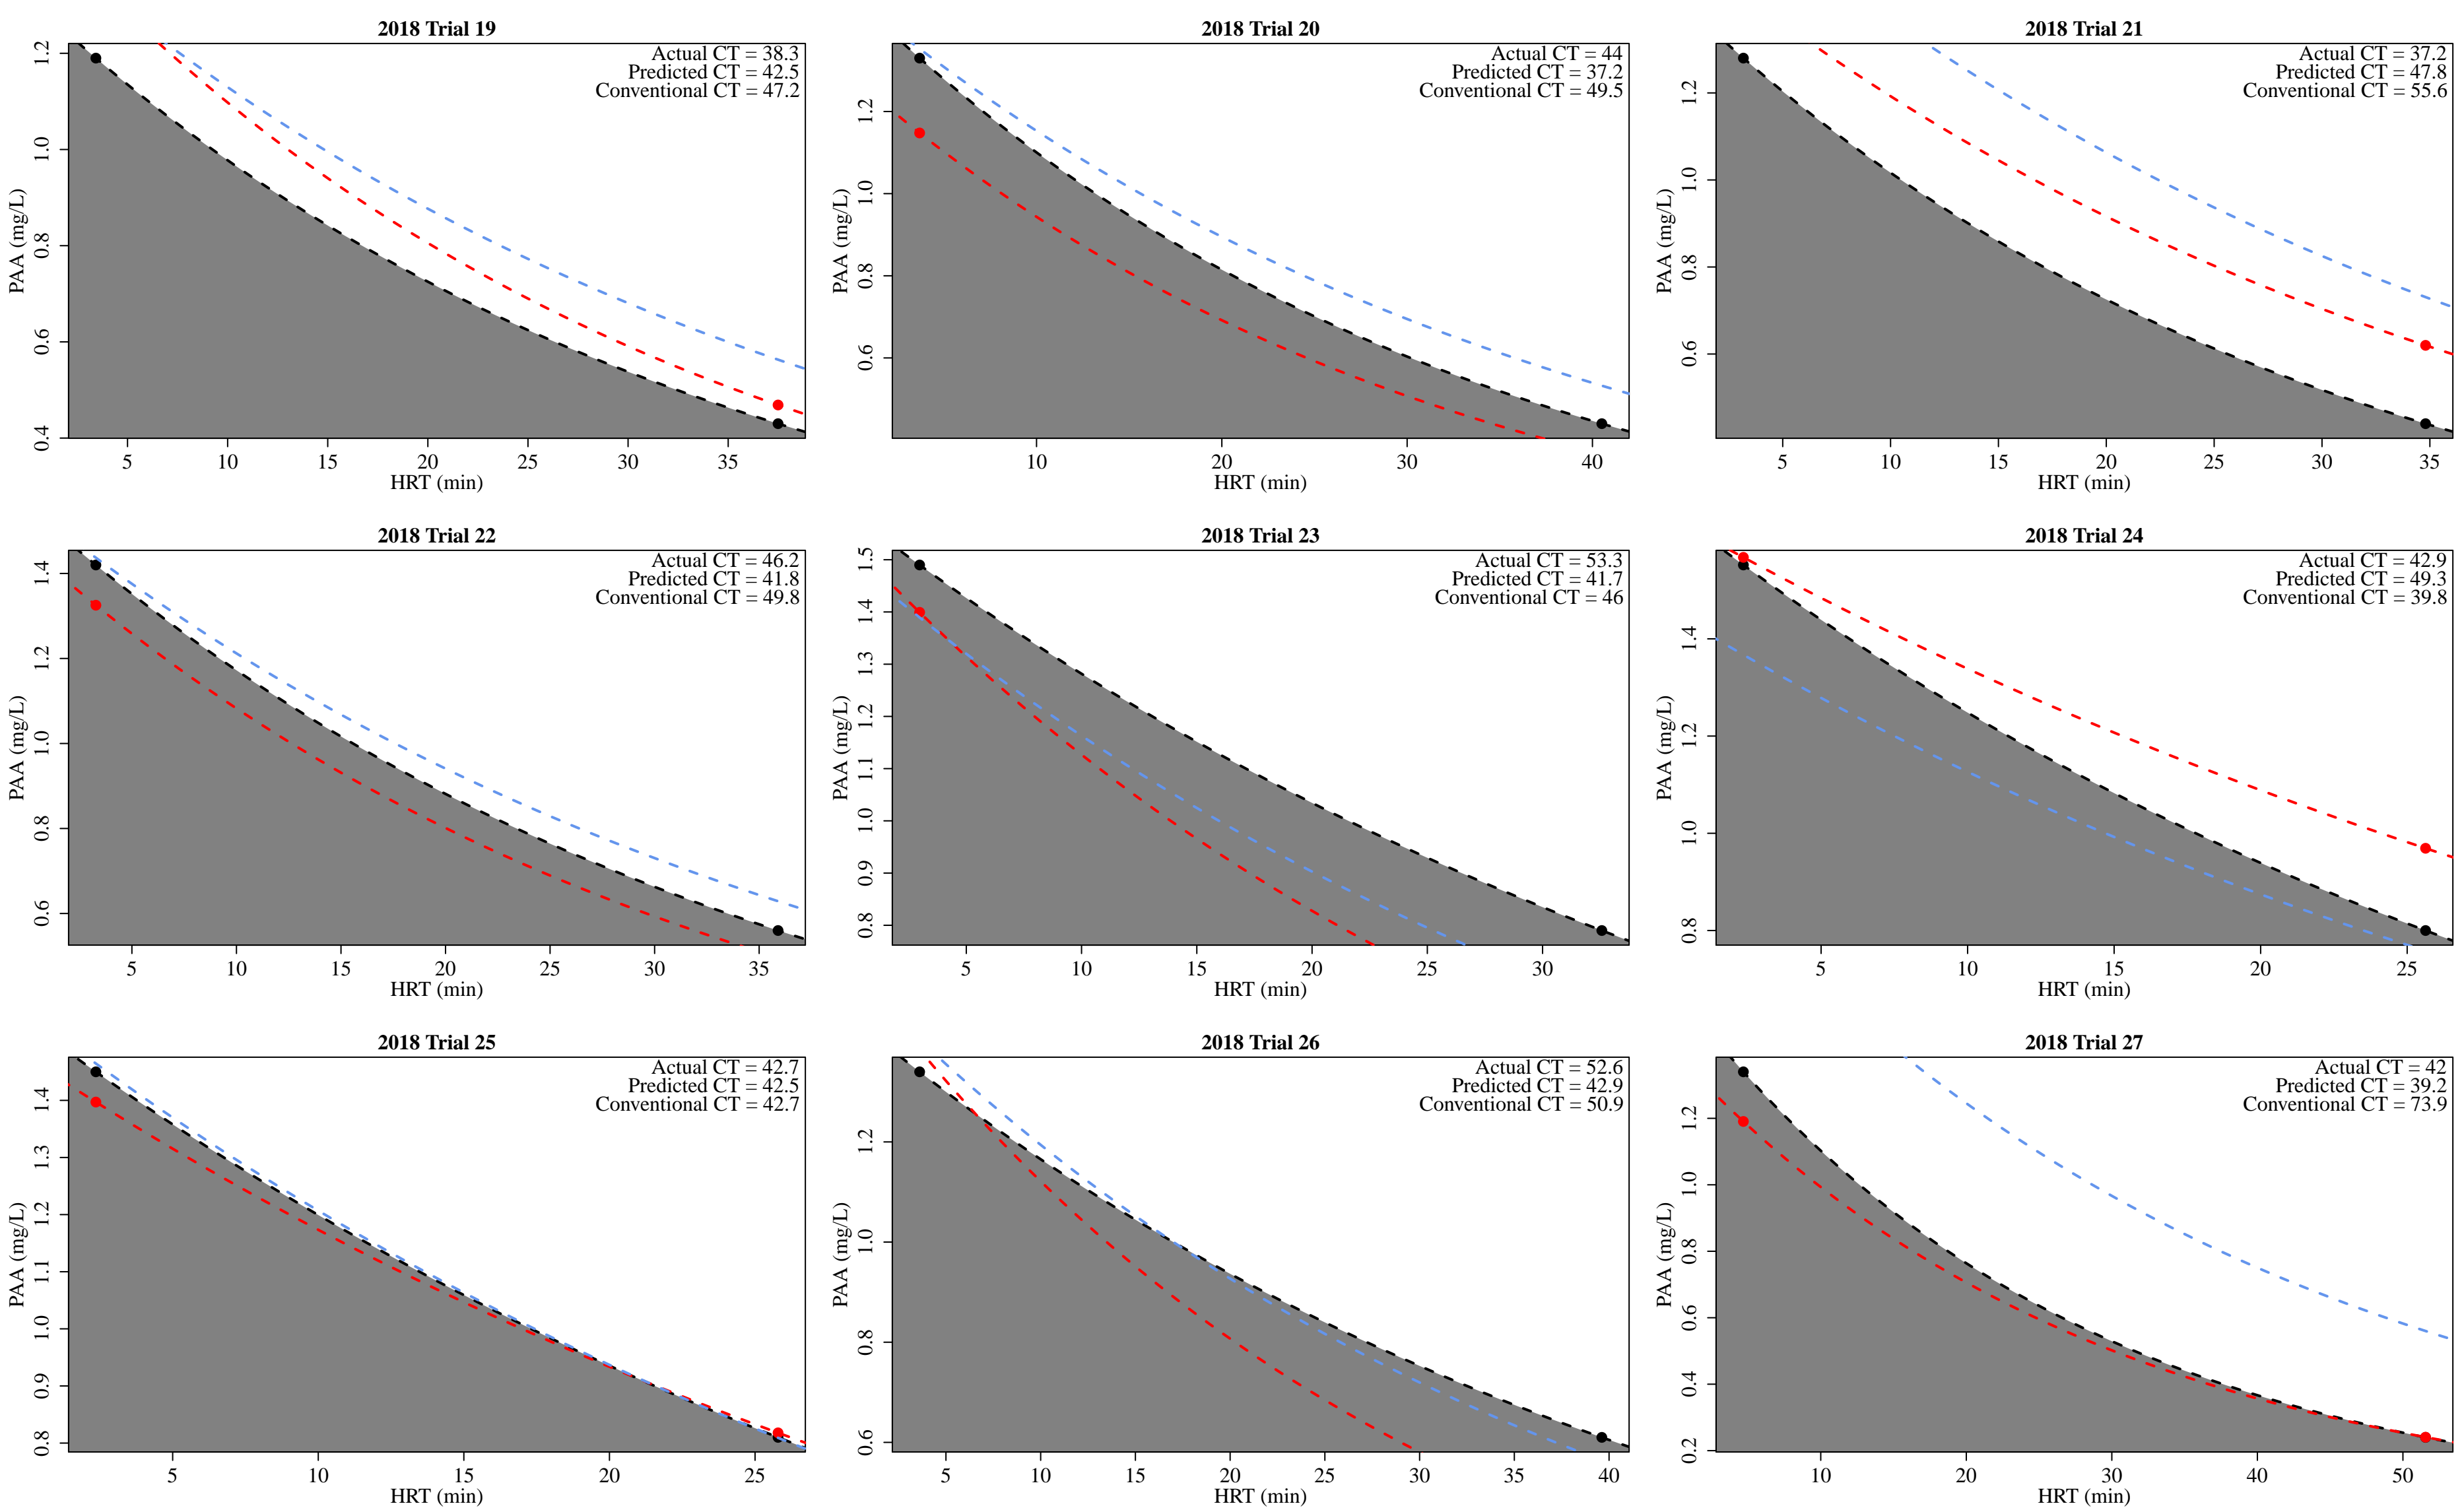 2018 Trial 19
Actual CT = 38.3
Predicted CT = 42.5
Conventional CT = 47.2
PAA (mg/L)
1.2
1.0
0.8
0.6
0.4
5 10 15 20 25 30 35
HRT (min)
2018 Trial 20
Actual CT = 44
Predicted CT = 37.2
Conventional CT = 49.5
PAA (mg/L)
1.2
1.0
0.8
0.6
10 20 30 40
HRT (min)
2018 Trial 21
Actual CT = 37.2
Predicted CT = 47.8
Conventional CT = 55.6
PAA (mg/L)
1.2
1.0
0.8
0.6
5 10 15 20 25 30 35
HRT (min)
2018 Trial 22
Actual CT = 46.2
Predicted CT = 41.8
Conventional CT = 49.8
PAA (mg/L)
1.4
1.2
1.0
0.8
0.6
5 10 15 20 25 30 35
HRT (min)
2018 Trial 23
Actual CT = 53.3
Predicted CT = 41.7
Conventional CT = 46
PAA (mg/L)
1.5
1.4
1.3
1.2
1.1
1.0
0.9
0.8
5 10 15 20 25 30
HRT (min)
2018 Trial 24
Actual CT = 42.9
Predicted CT = 49.3
Conventional CT = 39.8
PAA (mg/L)
1.4
1.2
1.0
0.8
5 10 15 20 25
HRT (min)
2018 Trial 25
Actual CT = 42.7
Predicted CT = 42.5
Conventional CT = 42.7
PAA (mg/L)
1.4
1.3
1.2
1.1
1.0
0.9
0.8
5 10 15 20 25
HRT (min)
2018 Trial 26
Actual CT = 52.6
Predicted CT = 42.9
Conventional CT = 50.9
PAA (mg/L)
1.2
1.0
0.8
0.6
5 10 15 20 25 30 35 40
HRT (min)
2018 Trial 27
Actual CT = 42
Predicted CT = 39.2
Conventional CT = 73.9
PAA (mg/L)
1.2
1.0
0.8
0.6
0.4
0.2
10 20 30 40 50
HRT (min)